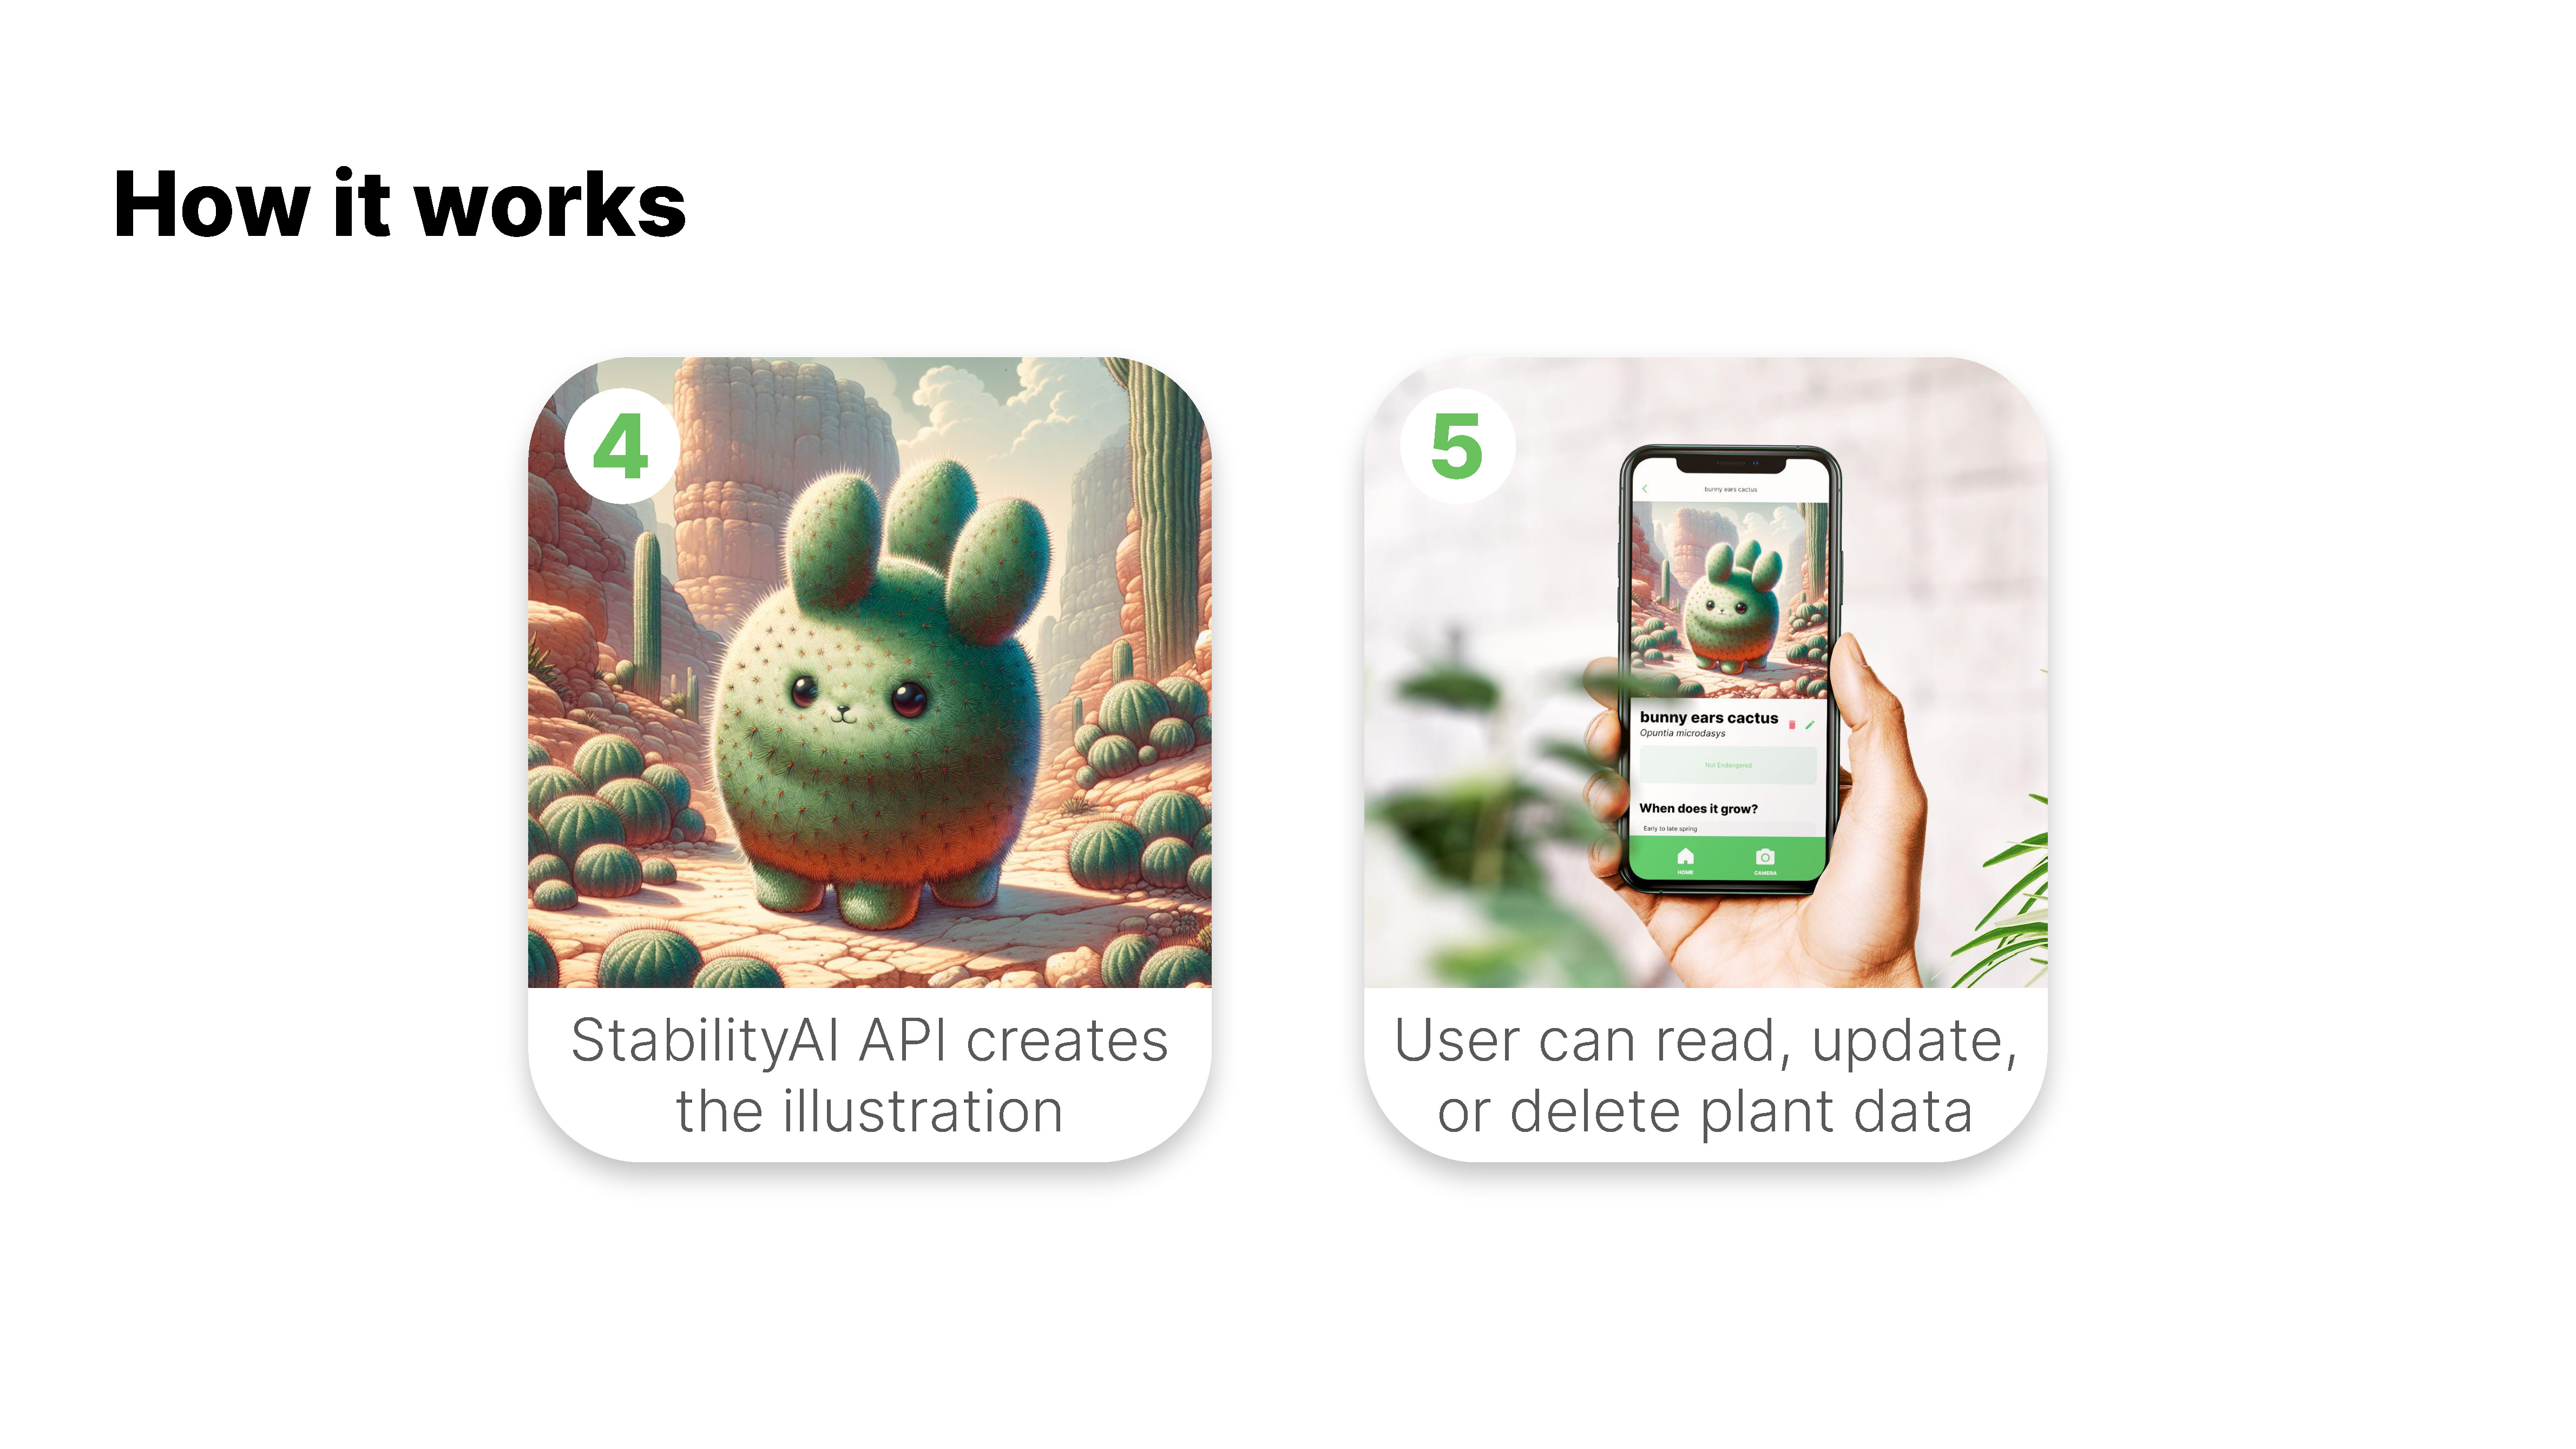 How it works
4
StabilityAI API creates
the illustration
5
bunny ears cactus
bunny ears cactus
Opuntia microdasys
Not Endangered
When does it grow?
Early to late spring
HOME
CAMERA
User can read, update,
or delete plant data